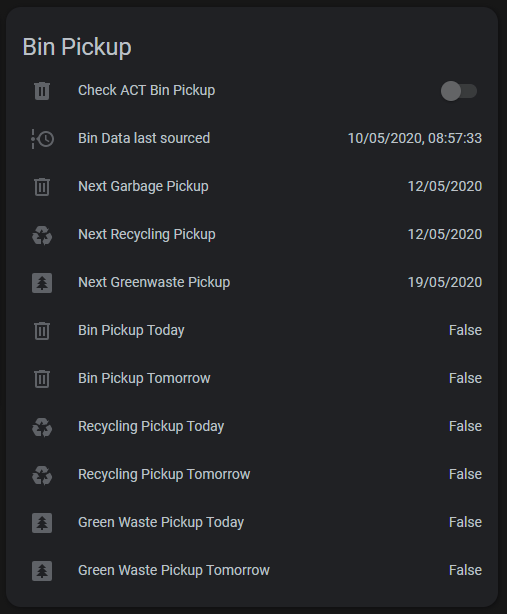 Bin Pickup
Check ACT Bin Pickup
Bin Data last sourced 10/05/2020, 08:57:33
Next Garbage Pickup 12/05/2020
Next Recycling Pickup 12/05/2020
Next Greenwaste Pickup 19/05/2020
Bin Pickup Today False
Bin Pickup Tomorrow False
Recycling Pickup Today False
Recycling Pickup Tomorrow False
Green Waste Pickup Today False
Green Waste Pickup Tomorrow False